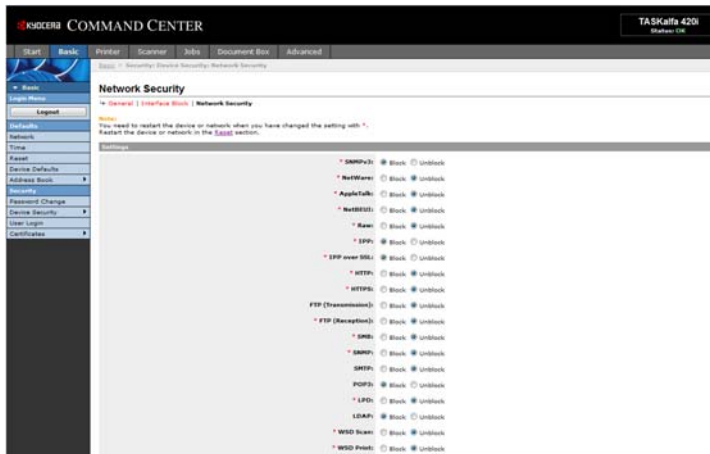 KYOCERA COMMAND CENTER
TASKalfa 420i
Status: OK
Start Basic Printer Scanner Jobs Document Box Advanced
Basic > Security: Device Security: Network Security
Basic
Login Menu
Logout
Defaults
Network
Time
Reset
Device Defaults
Address Book
Security
Password Change
Device Security
User Login
Certificates
Network Security
General | Interface Block | Network Security
Note:
You need to restart the device or network when you have changed the setting with *.
Restart the device or network in the Reset section.
Settings
* SNMPv3: Block Unblock
* NetWare: Block Unblock
* AppleTalk: Block Unblock
* NetBEUI: Block Unblock
* Raw: Block Unblock
* IPP: Block Unblock
* IPP over SSL: Block Unblock
* HTTP: Block Unblock
* HTTPS: Block Unblock
FTP (Transmission): Block Unblock
* FTP (Reception): Block Unblock
* SMB: Block Unblock
* SNMP: Block Unblock
SMTP: Block Unblock
POP3: Block Unblock
* LPD: Block Unblock
LDAP: Block Unblock
* WSD Scan: Block Unblock
* WSD Print: Block Unblock